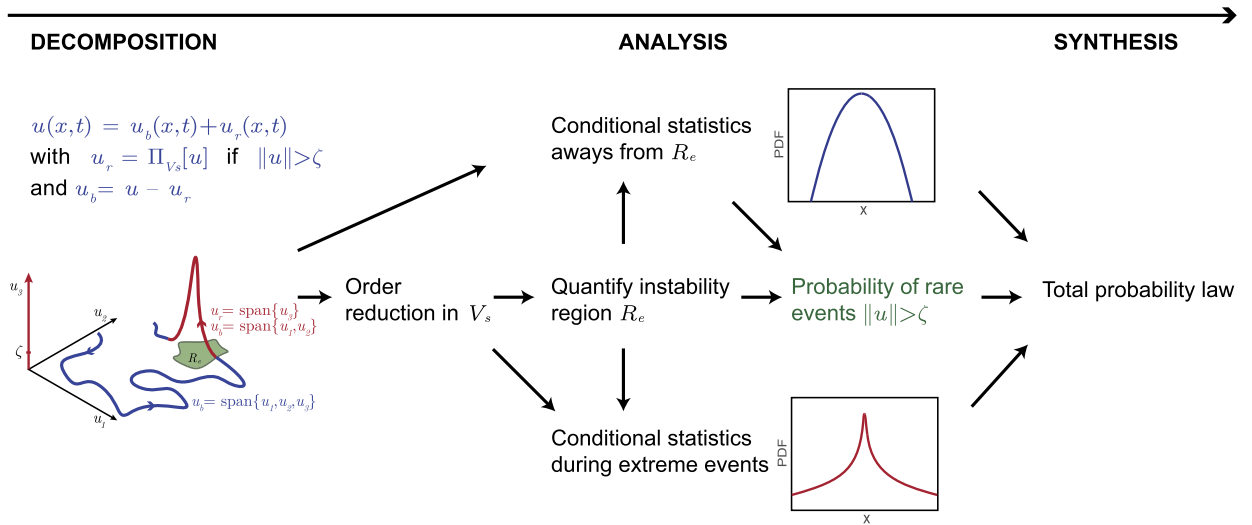 DECOMPOSITION
ANALYSIS
SYNTHESIS
u(x,t) = u_b(x,t)+u_r(x,t)
with u_r = Π_{Vs}[u] if ‖u‖>ζ
and u_b= u – u_r
u_3
u_2
ζ
u_1
u_r= span{u_3}
u_b= span{u_1,u_2}
R_e
u_b= span{u_1,u_2,u_3}
Order
reduction in V_s
Conditional statistics
aways from R_e
Quantify instability
region R_e
Conditional statistics
during extreme events
PDF
x
Probability of rare
events ‖u‖>ζ
PDF
x
Total probability law